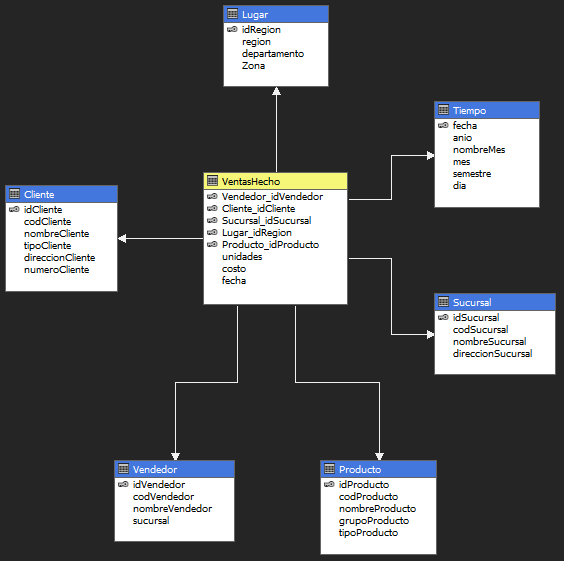 Lugar
idRegion
region
departamento
Zona
Tiempo
fecha
anio
nombreMes
mes
semestre
dia
VentasHecho
Vendedor_idVendedor
Cliente_idCliente
Sucursal_idSucursal
Lugar_idRegion
Producto_idProducto
unidades
costo
fecha
Cliente
idCliente
codCliente
nombreCliente
tipoCliente
direccionCliente
numeroCliente
Sucursal
idSucursal
codSucursal
nombreSucursal
direccionSucursal
Vendedor
idVendedor
codVendedor
nombreVendedor
sucursal
Producto
idProducto
codProducto
nombreProducto
grupoProducto
tipoProducto